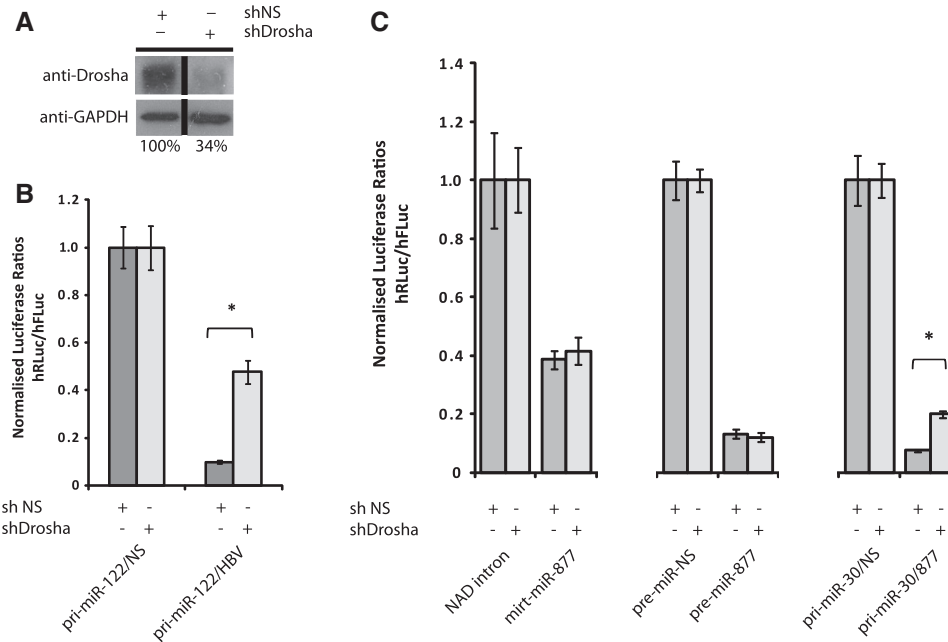 A
+ – shNS
– + shDrosha
anti-Drosha
anti-GAPDH
100% 34%
B
Normalised Luciferase Ratios
hRLuc/hFLuc
1.2
1.0
0.8
0.6
0.4
0.2
0
*
sh NS + - + -
shDrosha - + - +
pri-miR-122/NS
pri-miR-122/HBV
C
Normalised Luciferase Ratios
hRLuc/hFLuc
1.4
1.2
1.0
0.8
0.6
0.4
0.2
0
*
sh NS + - + - + - + - + - + -
shDrosha - + - + - + - + - + - +
NAD intron
mirt-miR-877
pre-miR-NS
pre-miR-877
pri-miR-30/NS
pri-miR-30/877